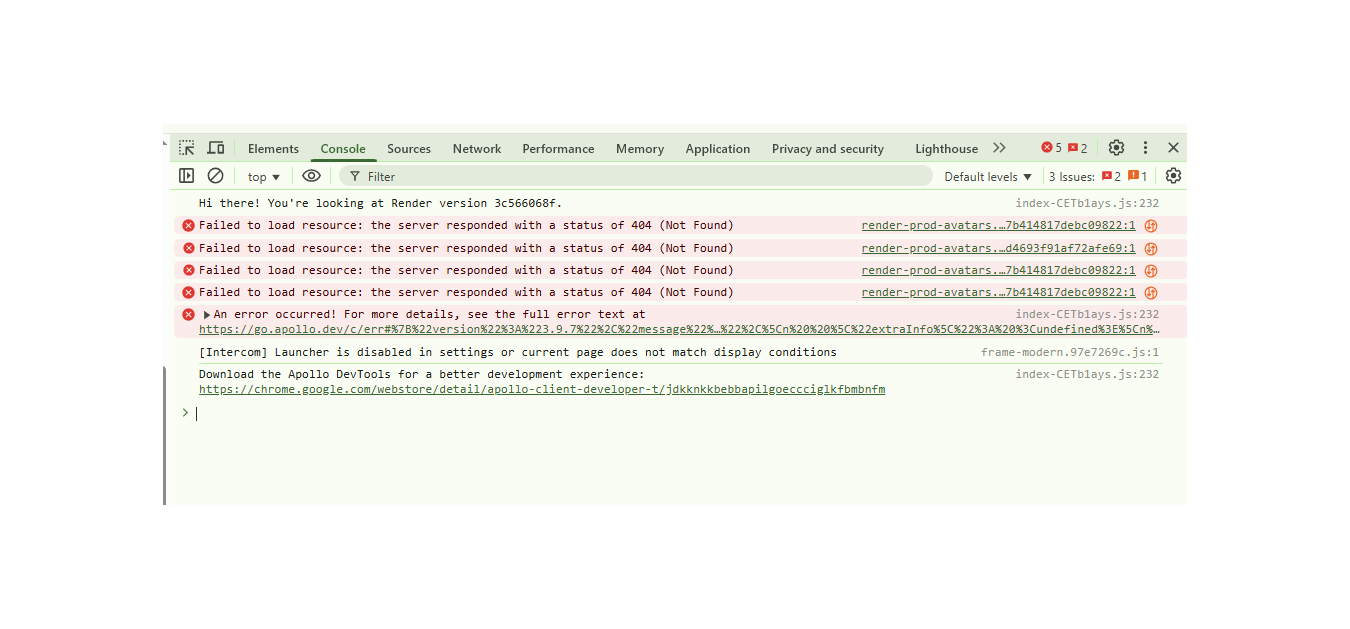 Elements Console Sources Network Performance Memory Application Privacy and security Lighthouse 5 2
top Filter Default levels 3 Issues: 2 1
Hi there! You're looking at Render version 3c566068f. index-CETb1ays.js:232
Failed to load resource: the server responded with a status of 404 (Not Found) render-prod-avatars.…7b414817debc09822:1
Failed to load resource: the server responded with a status of 404 (Not Found) render-prod-avatars.…d4693f91af72afe69:1
Failed to load resource: the server responded with a status of 404 (Not Found) render-prod-avatars.…7b414817debc09822:1
Failed to load resource: the server responded with a status of 404 (Not Found) render-prod-avatars.…7b414817debc09822:1
An error occurred! For more details, see the full error text at index-CETb1ays.js:232
https://go.apollo.dev/c/err#%7B%22version%22%3A%223.9.7%22%2C%22message%22%…%22%2C%5Cn%20%20%5C%22extraInfo%5C%22%3A%20%3Cundefined%3E%5Cn%…
[Intercom] Launcher is disabled in settings or current page does not match display conditions frame-modern.97e7269c.js:1
Download the Apollo DevTools for a better development experience: index-CETb1ays.js:232
https://chrome.google.com/webstore/detail/apollo-client-developer-t/jdkknkkbebbapilgoeccciglkfbmbnfm